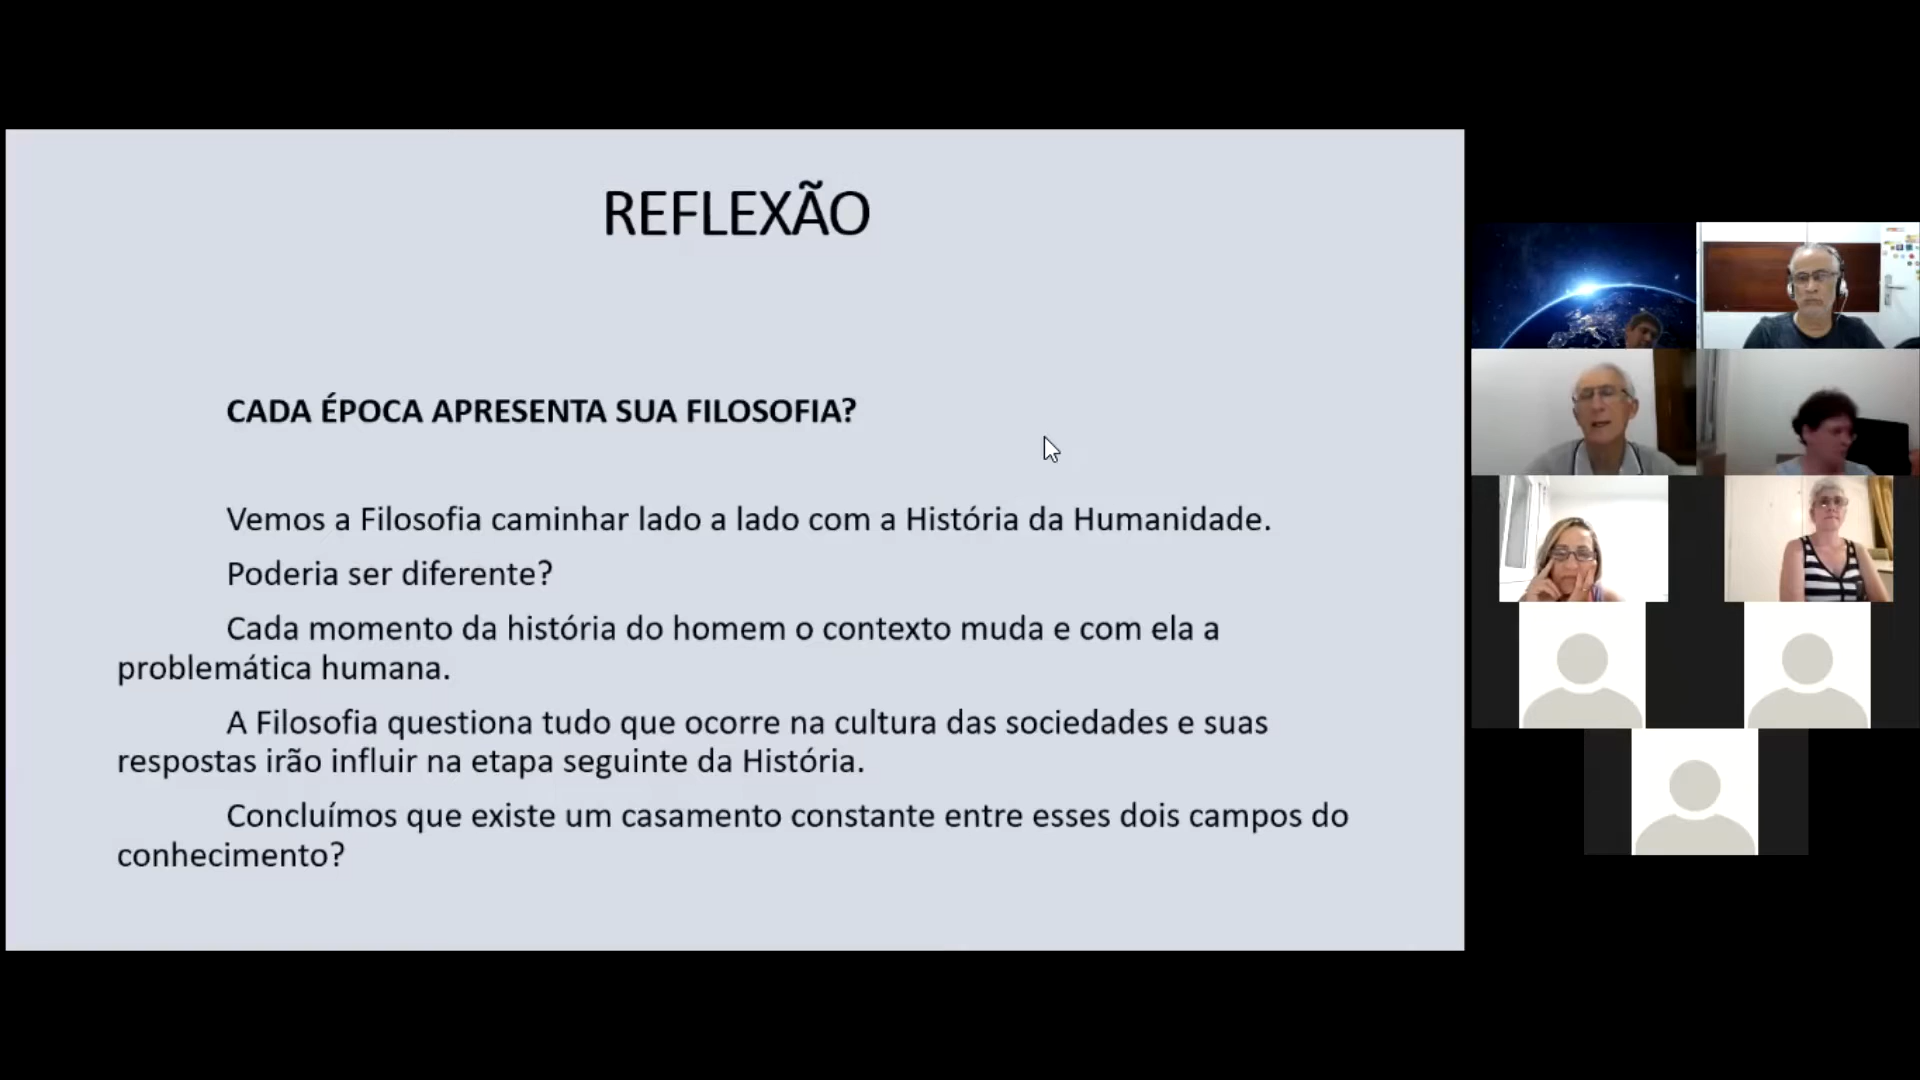 REFLEXÃO
CADA ÉPOCA APRESENTA SUA FILOSOFIA?
Vemos a Filosofia caminhar lado a lado com a História da Humanidade.
Poderia ser diferente?
Cada momento da história do homem o contexto muda e com ela a
problemática humana.
A Filosofia questiona tudo que ocorre na cultura das sociedades e suas
respostas irão influir na etapa seguinte da História.
Concluímos que existe um casamento constante entre esses dois campos do
conhecimento?